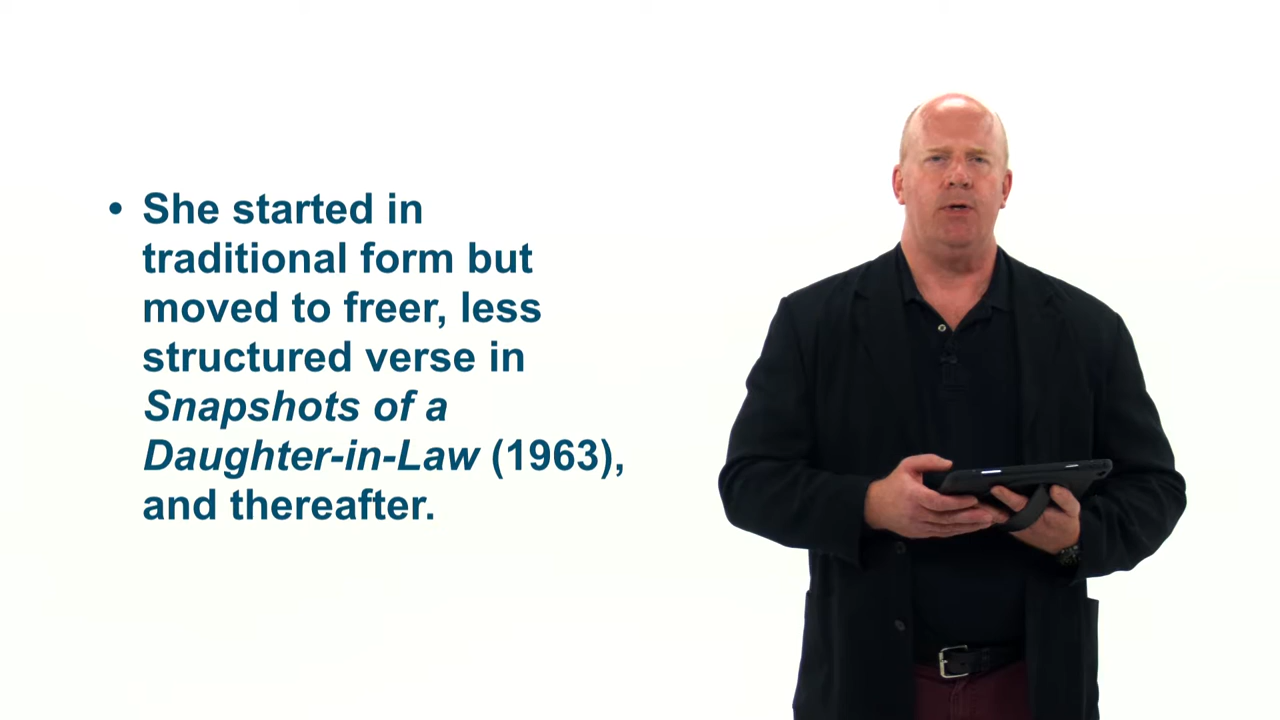 • She started in
traditional form but
moved to freer, less
structured verse in
Snapshots of a
Daughter-in-Law (1963),
and thereafter.